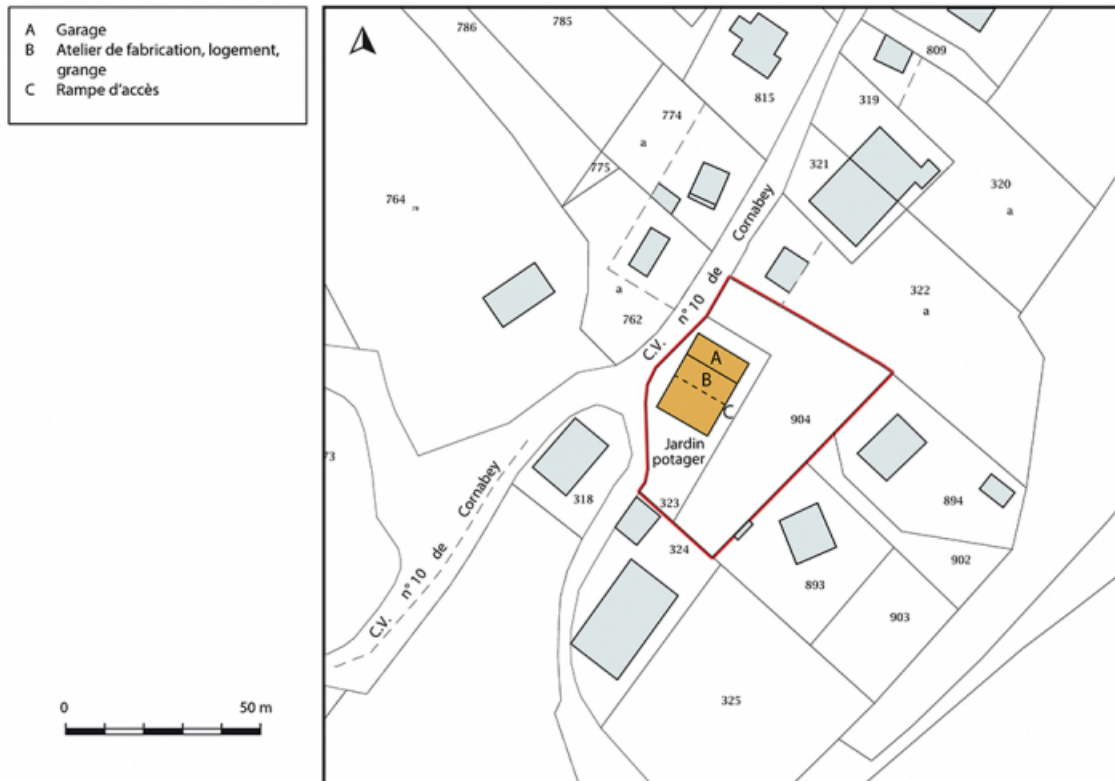 A Garage
B Atelier de fabrication, logement,
grange
C Rampe d'accès
786
785
809
815
774
a
319
775
321
764
320
a
C.V. n° 10 de Cornabey
322
a
a
762
A
B
C
904
Jardin
potager
73
C.V. n° 10 de Cornabey
318
323
324
894
902
893
903
325
0 50 m